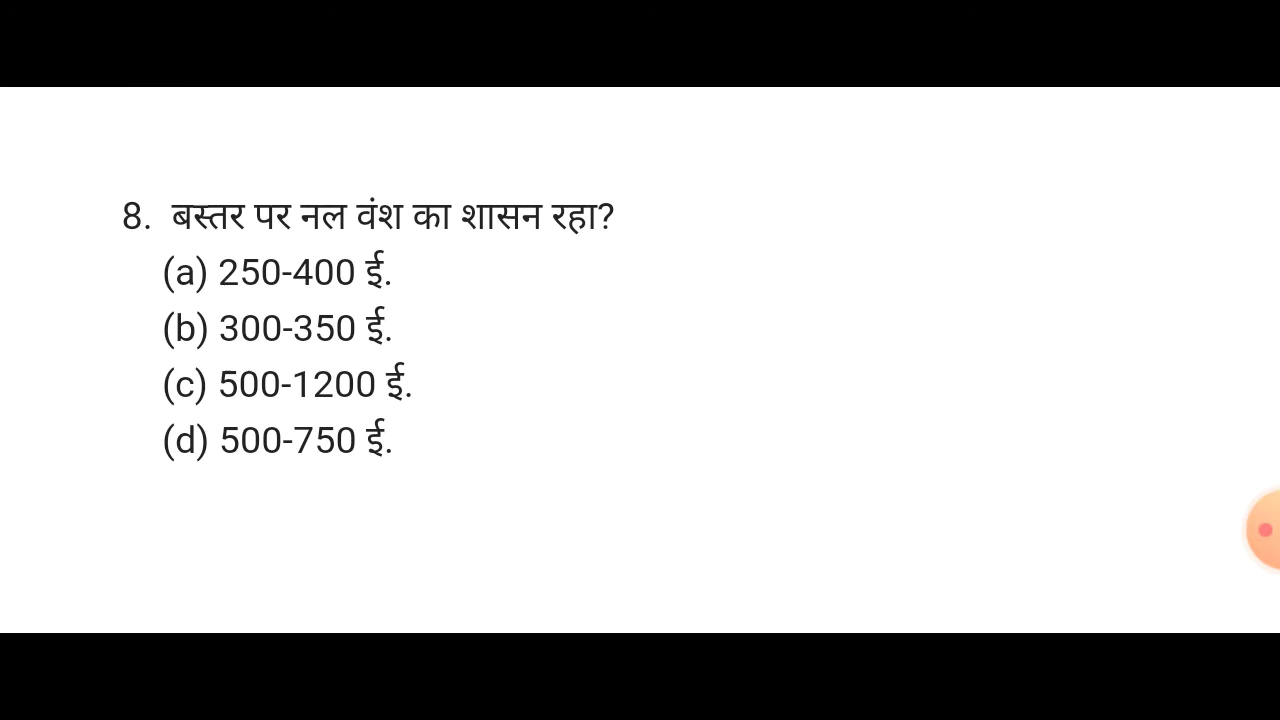 8. बस्तर पर नल वंश का शासन रहा?
(a) 250-400 ई.
(b) 300-350 ई.
(c) 500-1200 ई.
(d) 500-750 ई.